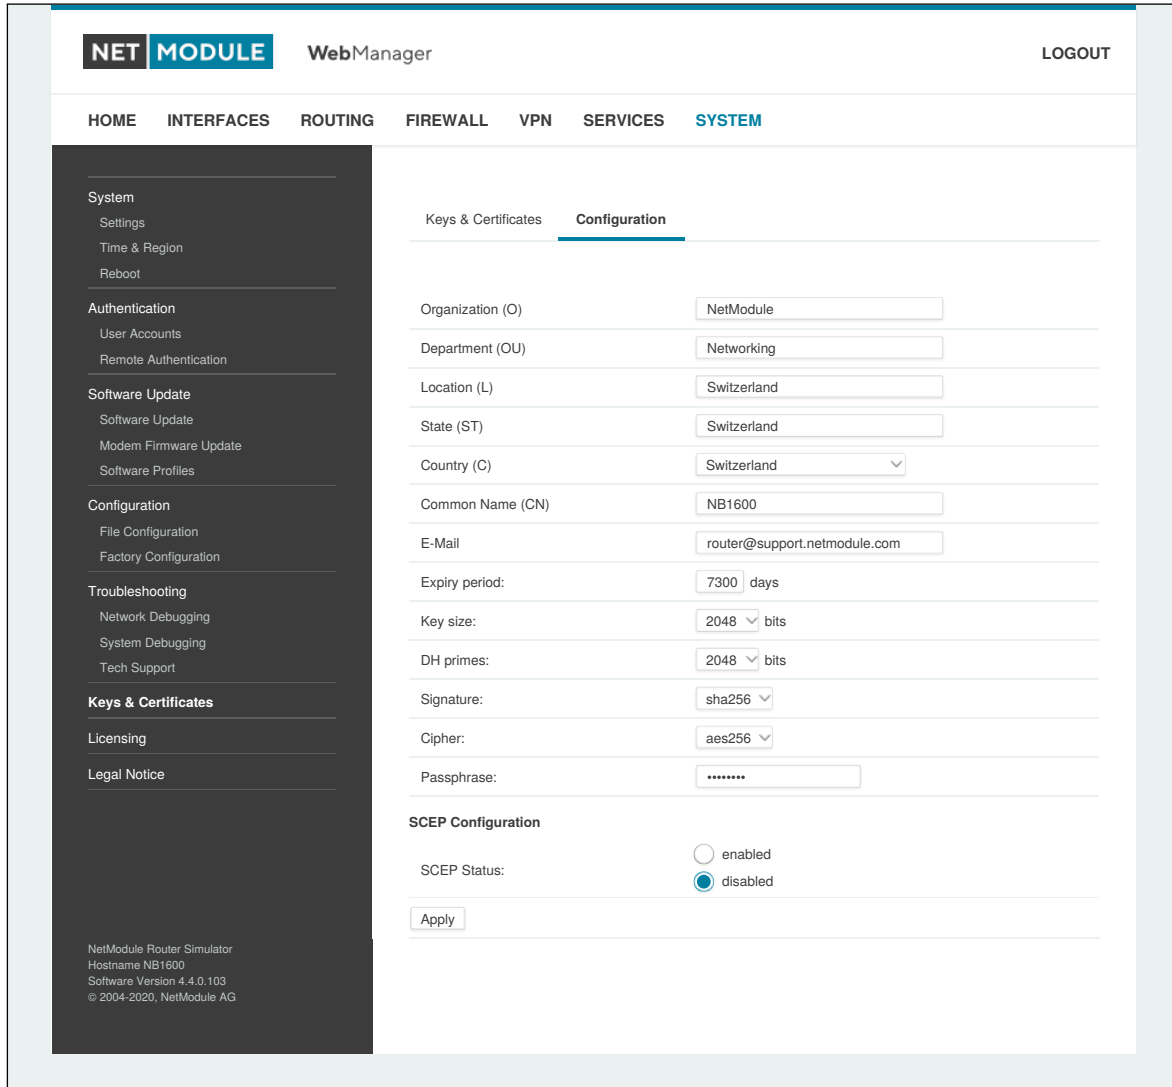 NET MODULE WebManager LOGOUT
HOME INTERFACES ROUTING FIREWALL VPN SERVICES SYSTEM
System
Settings
Time & Region
Reboot
Authentication
User Accounts
Remote Authentication
Software Update
Software Update
Modem Firmware Update
Software Profiles
Configuration
File Configuration
Factory Configuration
Troubleshooting
Network Debugging
System Debugging
Tech Support
Keys & Certificates
Licensing
Legal Notice
NetModule Router Simulator
Hostname NB1600
Software Version 4.4.0.103
© 2004-2020, NetModule AG
Keys & Certificates Configuration
Organization (O) NetModule
Department (OU) Networking
Location (L) Switzerland
State (ST) Switzerland
Country (C) Switzerland
Common Name (CN) NB1600
E-Mail router@support.netmodule.com
Expiry period: 7300 days
Key size: 2048 bits
DH primes: 2048 bits
Signature: sha256
Cipher: aes256
Passphrase: ••••••••
SCEP Configuration
SCEP Status: enabled
disabled
Apply